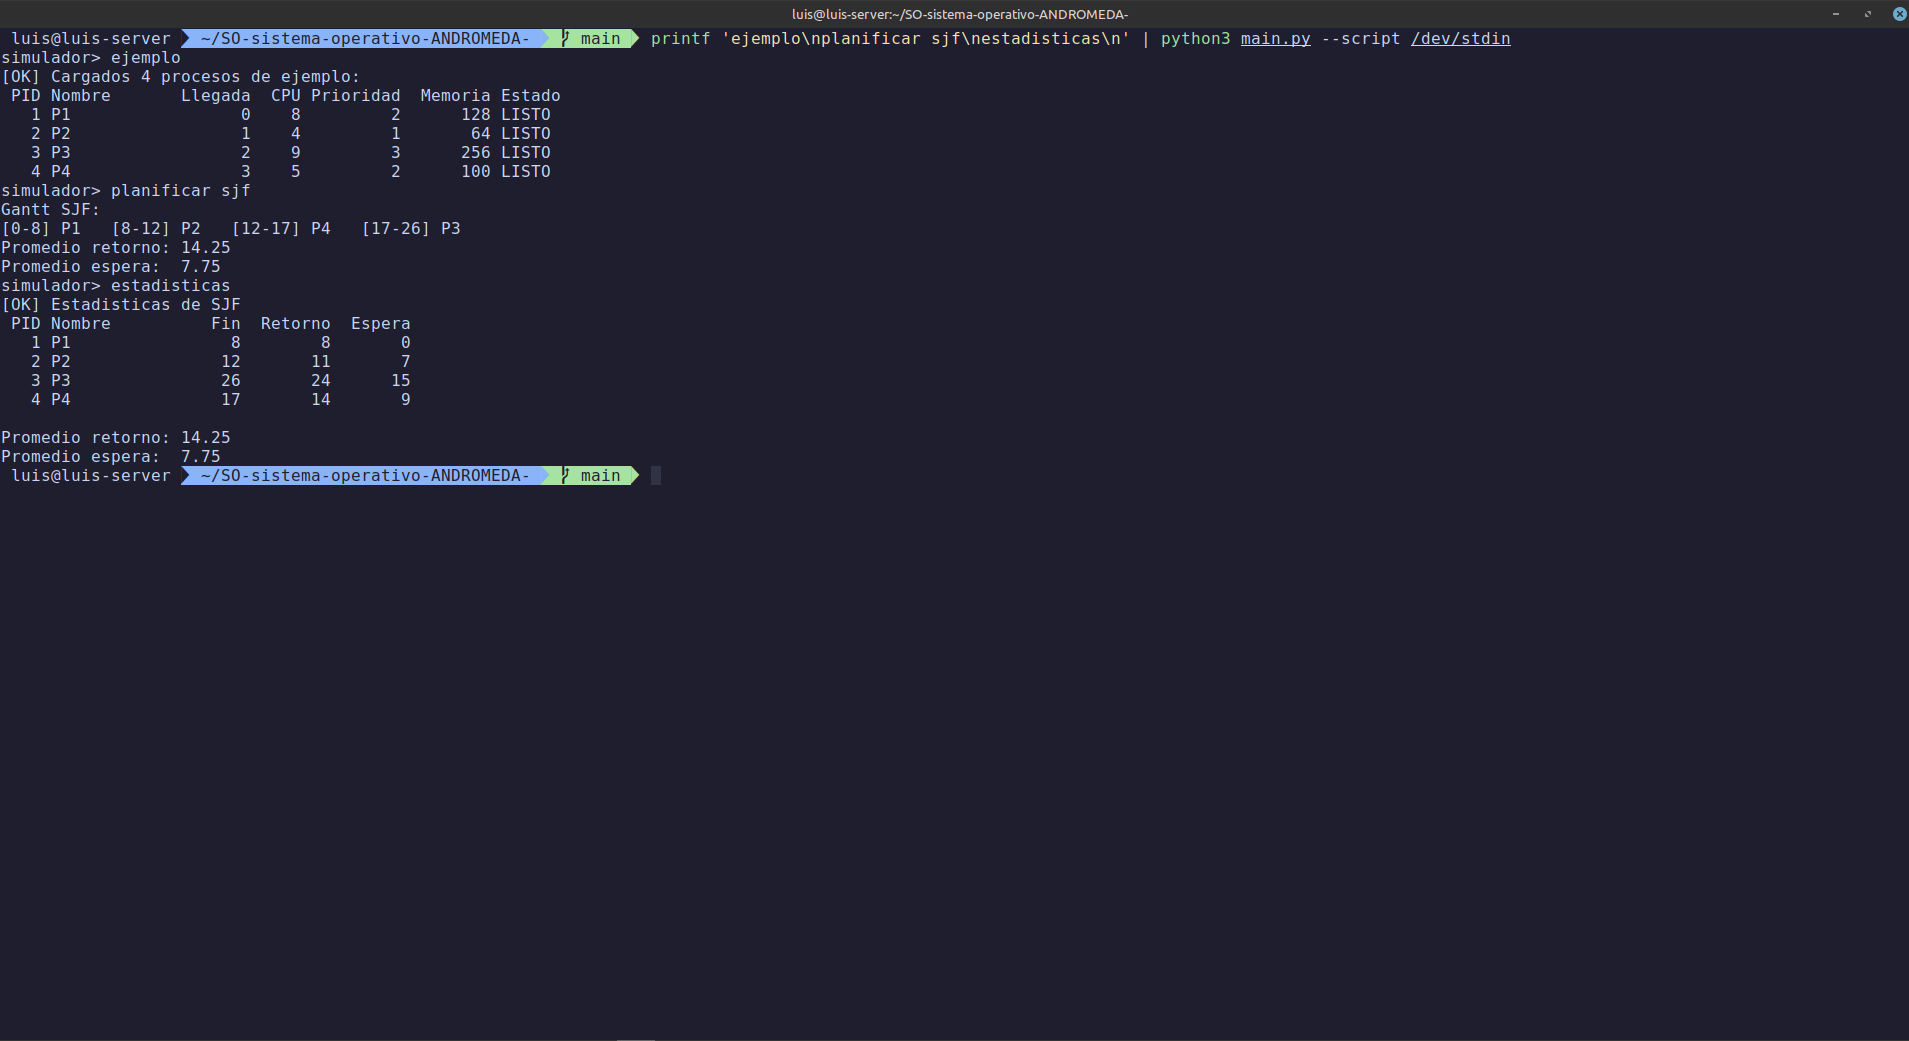 luis@luis-server:~/SO-sistema-operativo-ANDROMEDA-
luis@luis-server ~/SO-sistema-operativo-ANDROMEDA- main printf 'ejemplo\nplanificar sjf\nestadisticas\n' | python3 main.py --script /dev/stdin
simulador> ejemplo
[OK] Cargados 4 procesos de ejemplo:
 PID Nombre       Llegada  CPU Prioridad  Memoria Estado
   1 P1                 0    8         2      128 LISTO
   2 P2                 1    4         1       64 LISTO
   3 P3                 2    9         3      256 LISTO
   4 P4                 3    5         2      100 LISTO
simulador> planificar sjf
Gantt SJF:
[0-8] P1   [8-12] P2   [12-17] P4   [17-26] P3
Promedio retorno: 14.25
Promedio espera:  7.75
simulador> estadisticas
[OK] Estadisticas de SJF
 PID Nombre          Fin  Retorno  Espera
   1 P1                8        8       0
   2 P2               12       11       7
   3 P3               26       24      15
   4 P4               17       14       9

Promedio retorno: 14.25
Promedio espera:  7.75
luis@luis-server ~/SO-sistema-operativo-ANDROMEDA- main